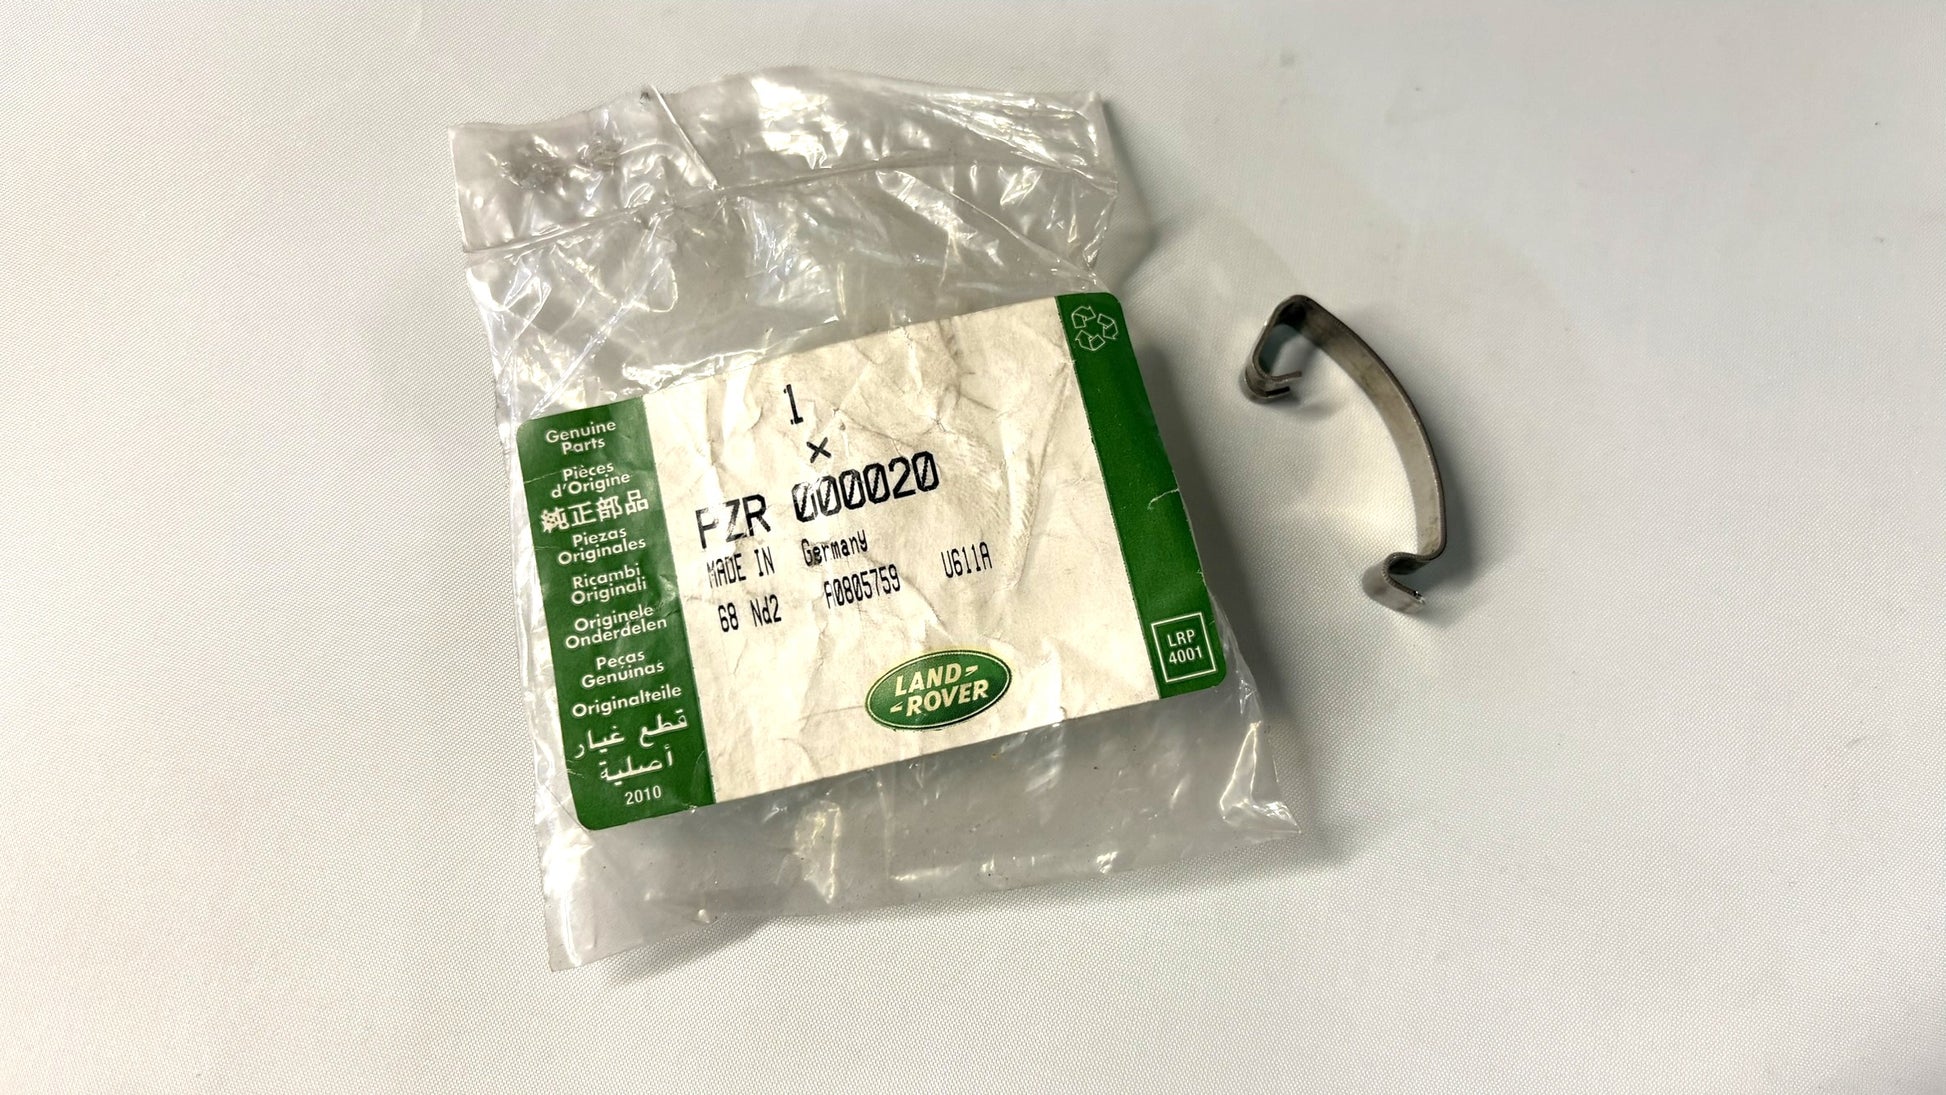 Genuine
Parts
Pièces
d'Origine
純正部品
Piezas
Originales
Ricambi
Originali
Originele
Onderdelen
Peças
Genúinas
Originalteile
قطع غيار
أصلية
2010
1
×
PZR 000020
MADE IN Germany
68 Nd2 A0805759 U611A
LAND-
-ROVER
LRP
4001